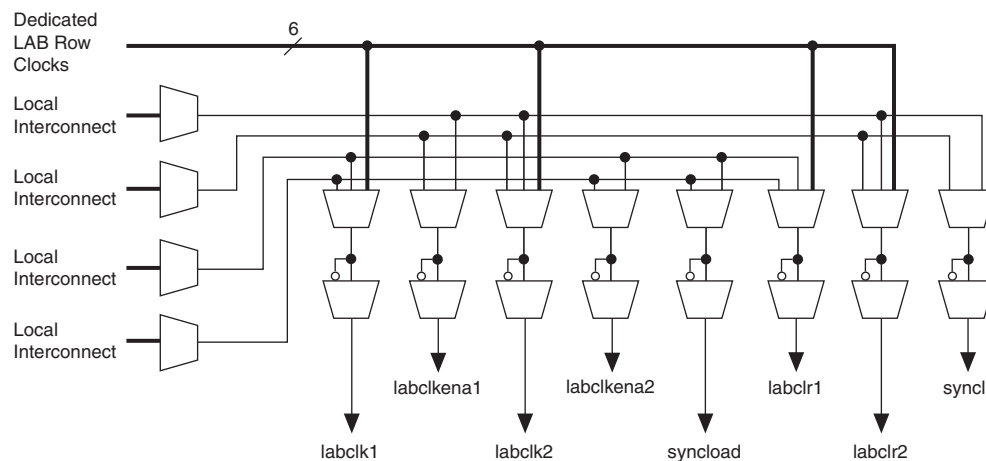 Dedicated
LAB Row
Clocks
6
Local
Interconnect
Local
Interconnect
Local
Interconnect
Local
Interconnect
labclkena1
labclkena2
labclr1
syncl
labclk1
labclk2
syncload
labclr2